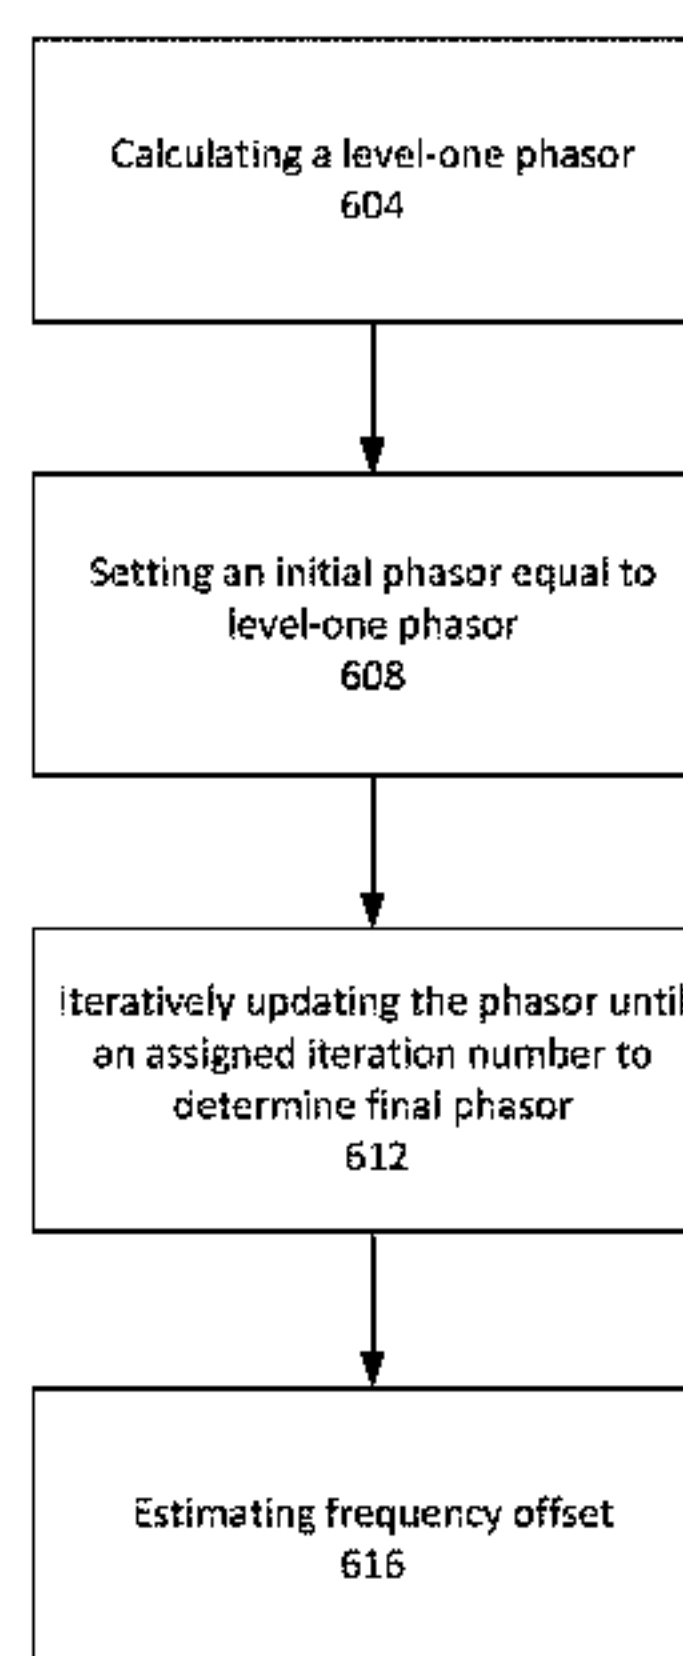 Calculating a level-one phasor
604
Setting an initial phasor equal to
level-one phasor
608
Iteratively updating the phasor until
an assigned iteration number to
determine final phasor
612
Estimating frequency offset
616